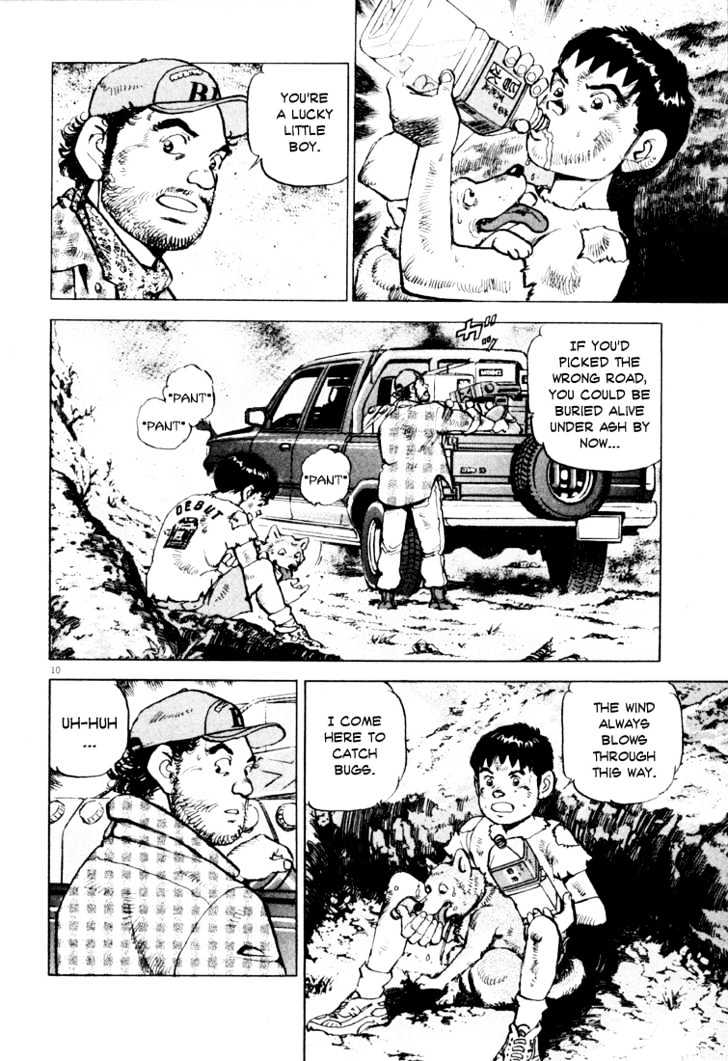 YOU'RE
A LUCKY
LITTLE
BOY.
IF YOU'D
PICKED THE
WRONG ROAD,
YOU COULD BE
BURIED ALIVE
UNDER ASH BY
NOW...
"PANT"
"PANT"
"PANT"
DEBUT
10
THE WIND
ALWAYS
BLOWS
THROUGH
THIS WAY.
I COME
HERE TO
CATCH
BUGS.
UH-HUH
...